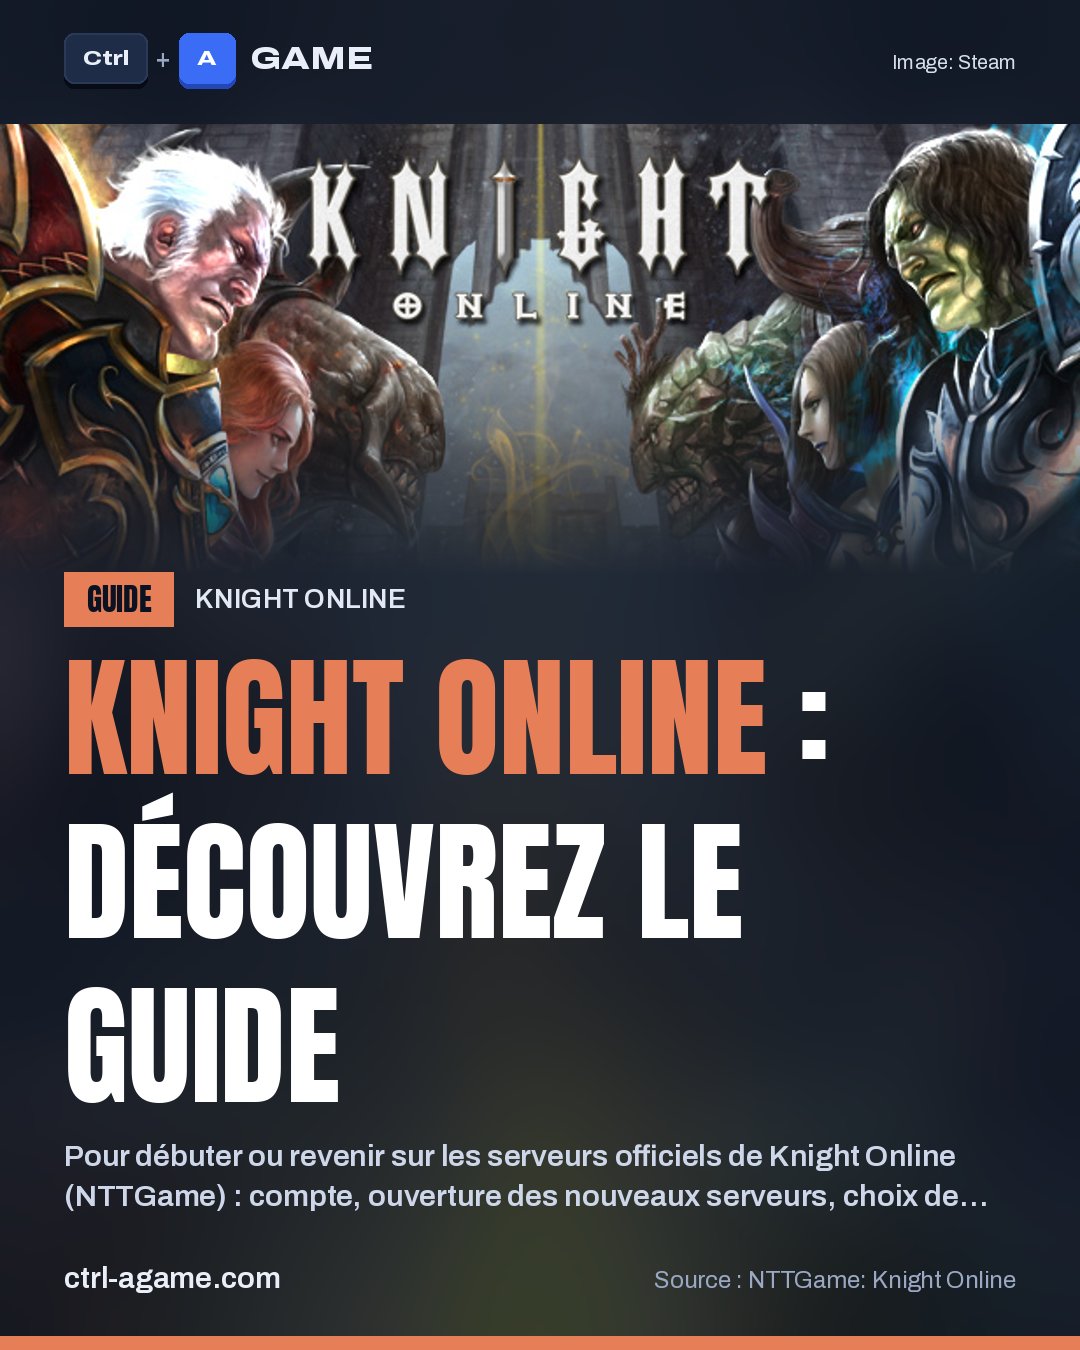 Ctrl + A GAME
Image: Steam
KNIGHT
ONLINE
GUIDE KNIGHT ONLINE
KNIGHT ONLINE :
DÉCOUVREZ LE
GUIDE
Pour débuter ou revenir sur les serveurs officiels de Knight Online
(NTTGame) : compte, ouverture des nouveaux serveurs, choix de...
ctrl-agame.com
Source : NTTGame: Knight Online